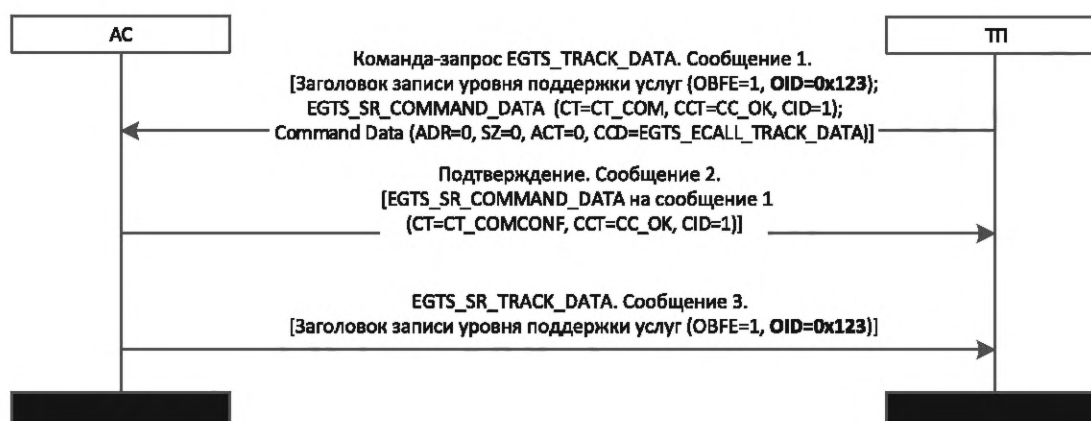 АС
ТП
Команда-запрос EGTS_TRACK_DATA. Сообщение 1.
[Заголовок записи уровня поддержки услуг (OBFE=1, OID=0x123);
EGTS_SR_COMMAND_DATA (CT=CT_COM, CCT=CC_OK, CID=1);
Command Data (ADR=0, SZ=0, ACT=0, CCD=EGTS_ECALL_TRACK_DATA)]
Подтверждение. Сообщение 2.
[EGTS_SR_COMMAND_DATA на сообщение 1
(CT=CT_COMCONF, CCT=CC_OK, CID=1)]
EGTS_SR_TRACK_DATA. Сообщение 3.
[Заголовок записи уровня поддержки услуг (OBFE=1, OID=0x123)]